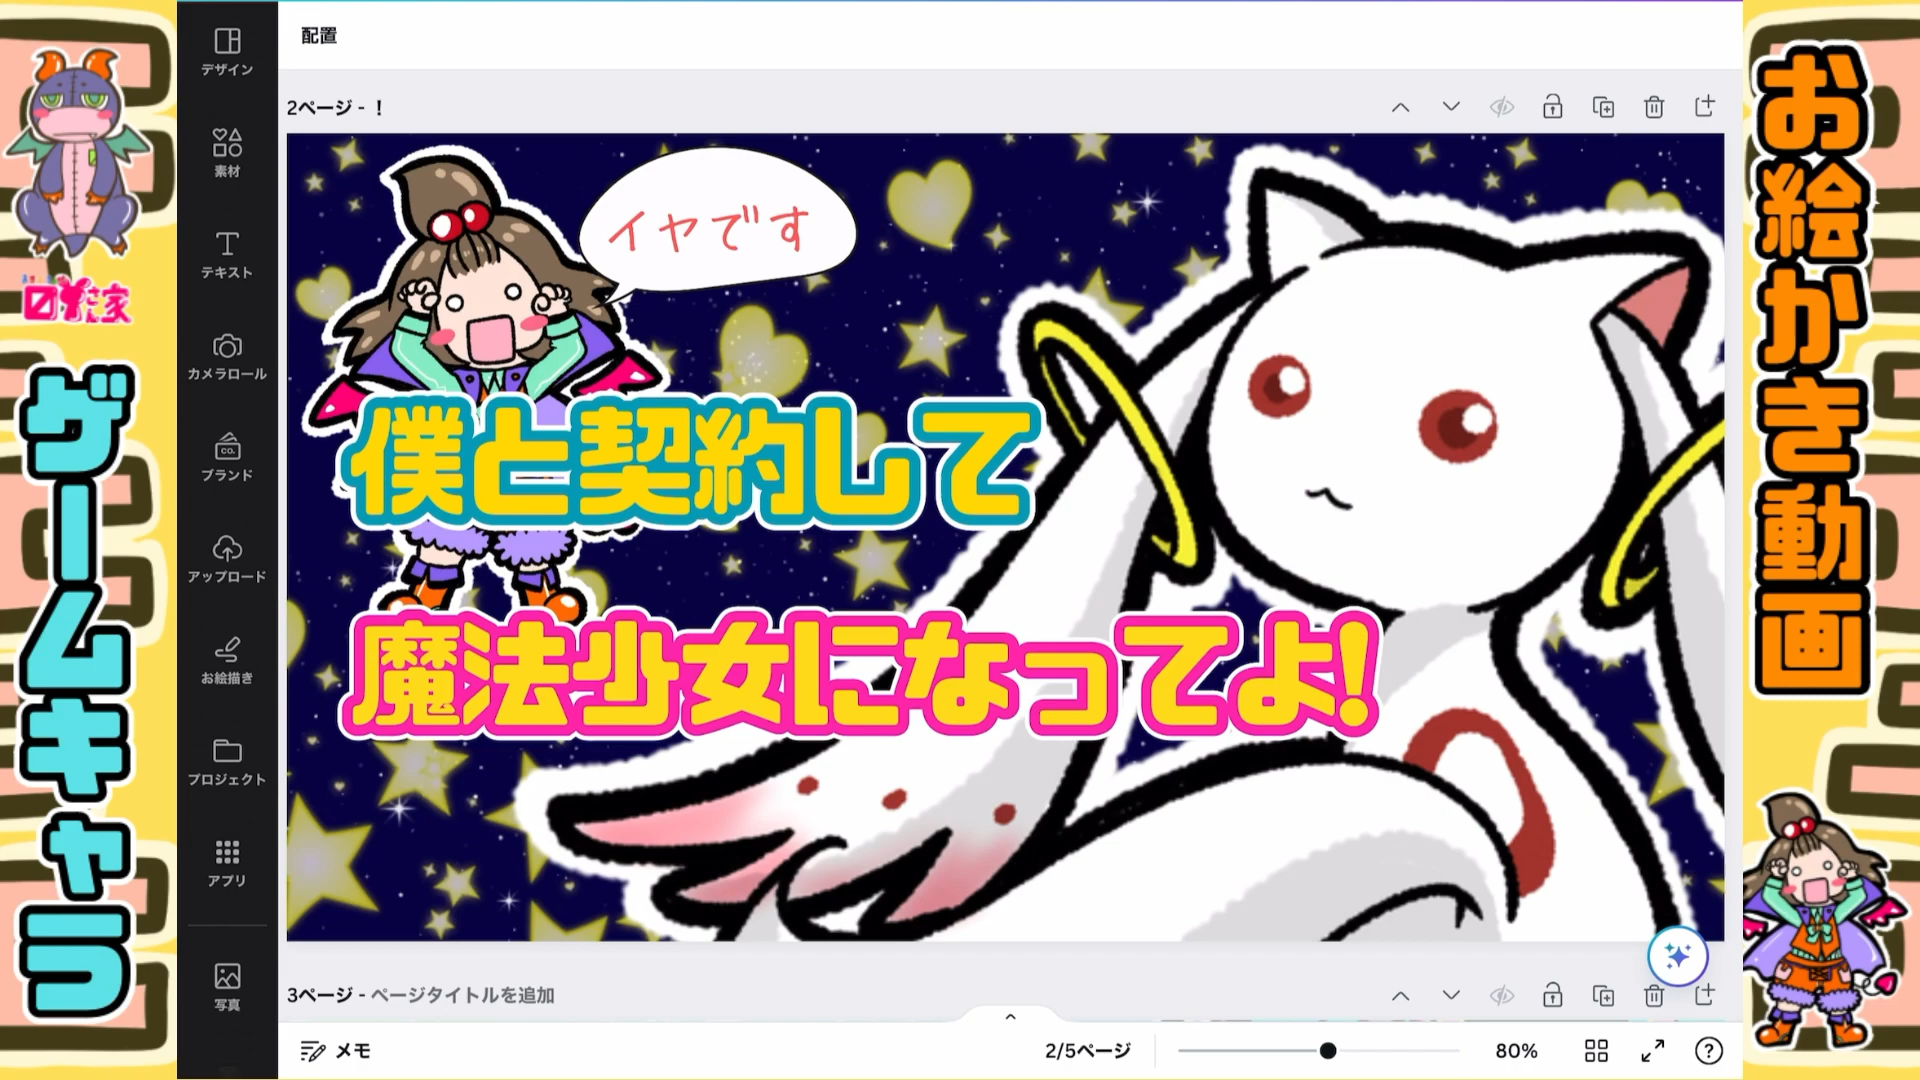 配置
2ページ - !
デザイン
素材
テキスト
カメラロール
CO.
ブランド
アップロード
お絵描き
プロジェクト
アプリ
写真
イヤです
僕と契約して
魔法少女になってよ!
3ページ - ページタイトルを追加
メモ
2/5ページ
80%
?
ゲームキャラ
お絵かき動画